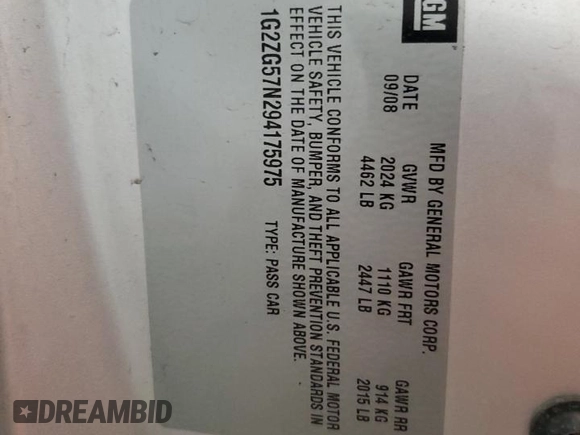 GM
MFD BY GENERAL MOTORS CORP.
DATE GVWR GAWR FRT GAWR RR
09/08 2024 KG 1110 KG 914 KG
4462 LB 2447 LB 2015 LB
THIS VEHICLE CONFORMS TO ALL APPLICABLE U.S. FEDERAL MOTOR
VEHICLE SAFETY, BUMPER, AND THEFT PREVENTION STANDARDS IN
EFFECT ON THE DATE OF MANUFACTURE SHOWN ABOVE.
1G2ZG57N294175975 TYPE: PASS CAR
DREAMBID